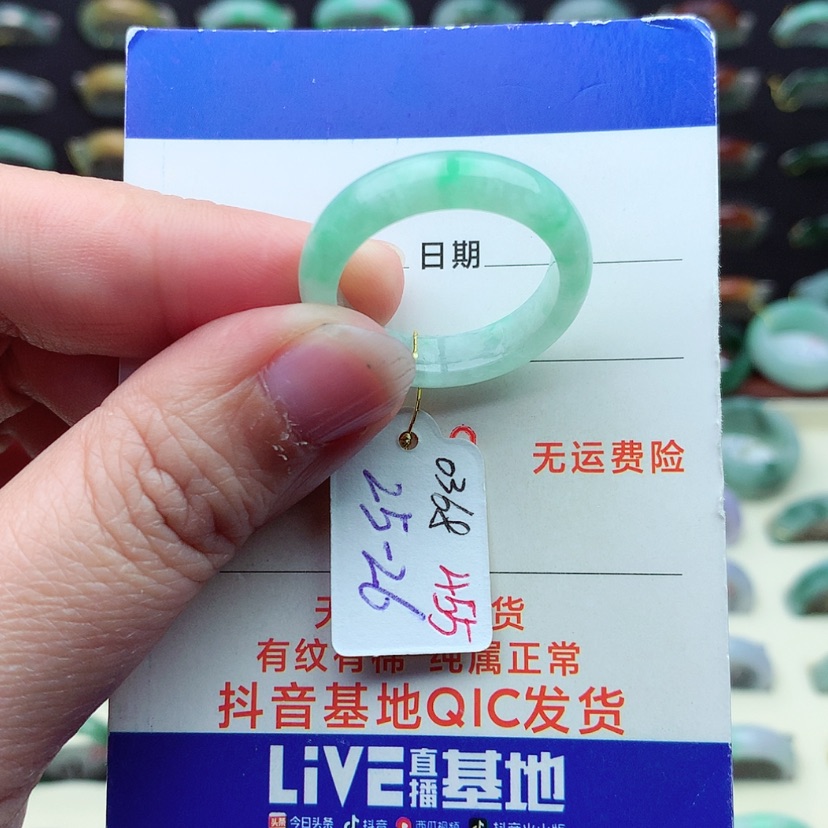 日期
无运费险
0368
H55
25-26
有纹有棉 纯属正常
抖音基地QIC发货
LiVE直播基地
今日头条 抖音 西瓜视频